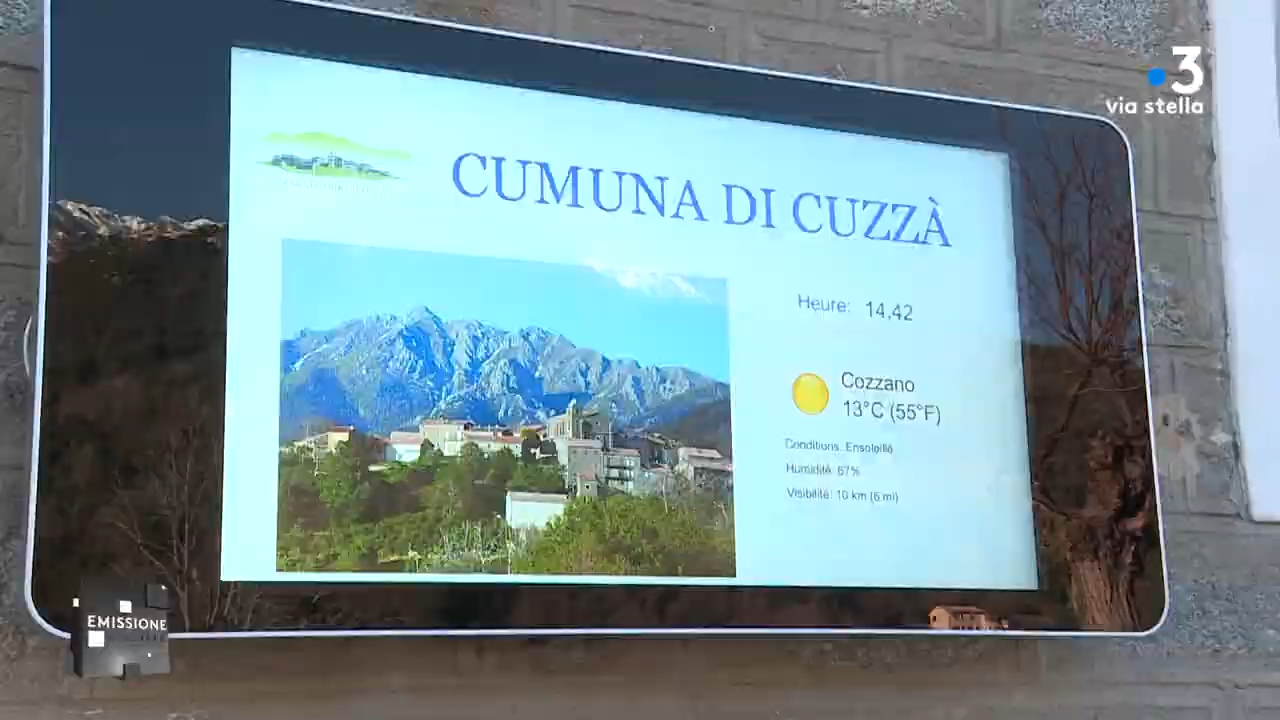 3
via stella
CUMUNA DI CUZZÀ
Heure: 14,42
Cozzano
13°C (55°F)
Conditions: Ensoleillé
Humidité: 67%
Visibilité: 10 km (6 mi)
EMISSIONE